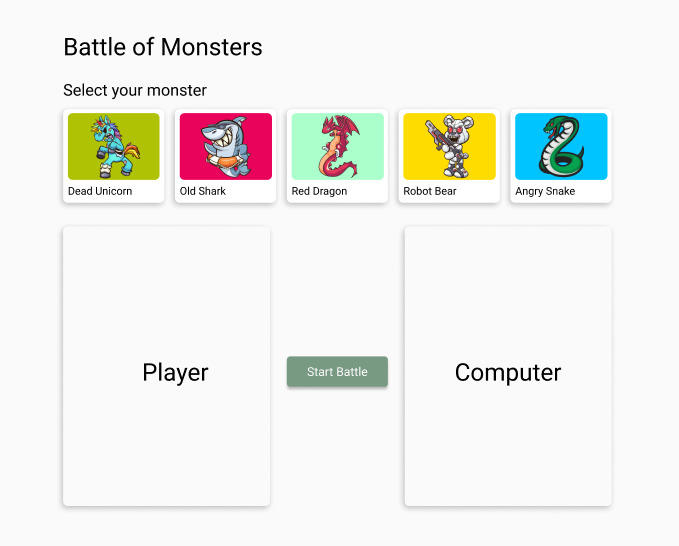 Battle of Monsters
Select your monster
Dead Unicorn
Old Shark
Red Dragon
Robot Bear
Angry Snake
Player
Start Battle
Computer